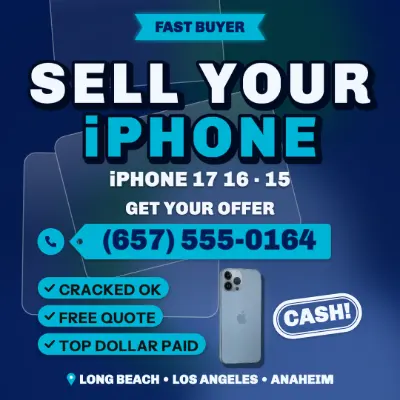 FAST BUYER
SELL YOUR
iPHONE
iPHONE 17 16 - 15
GET YOUR OFFER
(657) 555-0164
CRACKED OK
FREE QUOTE
TOP DOLLAR PAID
CASH!
LONG BEACH • LOS ANGELES • ANAHEIM